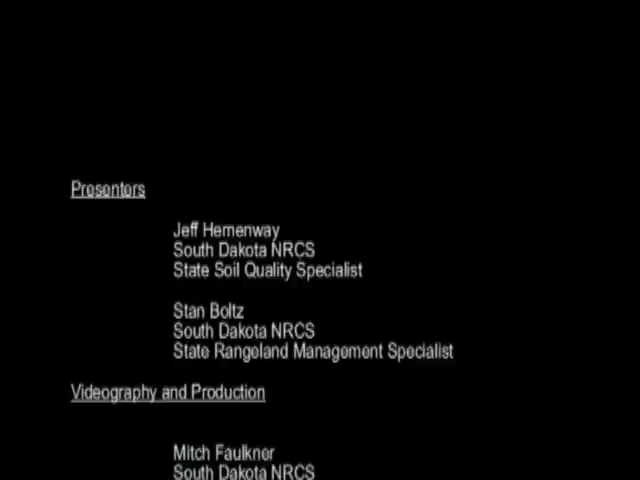 Presentors
Jeff Hemenway
South Dakota NRCS
State Soil Quality Specialist
Stan Boltz
South Dakota NRCS
State Rangeland Management Specialist
Videography and Production
Mitch Faulkner
South Dakota NRCS